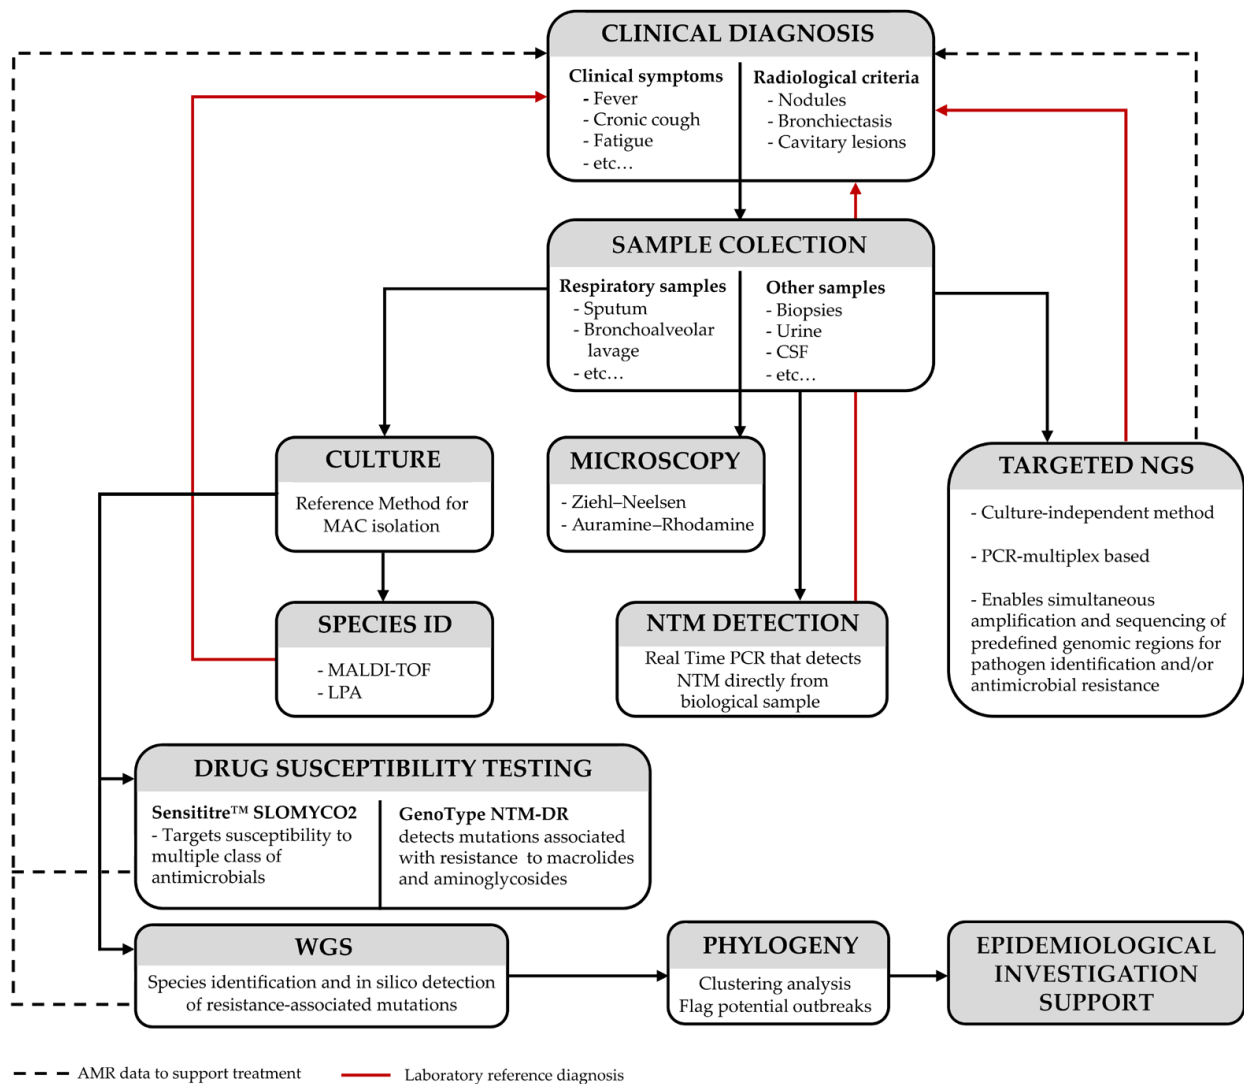 CLINICAL DIAGNOSIS
Clinical symptoms
- Fever
- Cronic cough
- Fatigue
- etc...
Radiological criteria
- Nodules
- Bronchiectasis
- Cavitary lesions
SAMPLE COLECTION
Respiratory samples
- Sputum
- Bronchoalveolar
lavage
- etc...
Other samples
- Biopsies
- Urine
- CSF
- etc...
CULTURE
Reference Method for
MAC isolation
MICROSCOPY
- Ziehl–Neelsen
- Auramine–Rhodamine
TARGETED NGS
- Culture-independent method
- PCR-multiplex based
- Enables simultaneous
amplification and sequencing of
predefined genomic regions for
pathogen identification and/or
antimicrobial resistance
SPECIES ID
- MALDI-TOF
- LPA
NTM DETECTION
Real Time PCR that detects
NTM directly from
biological sample
DRUG SUSCEPTIBILITY TESTING
Sensititre™ SLOMYCO2
- Targets susceptibility to
multiple class of
antimicrobials
GenoType NTM-DR
detects mutations associated
with resistance to macrolides
and aminoglycosides
WGS
Species identification and in silico detection
of resistance-associated mutations
PHYLOGENY
Clustering analysis
Flag potential outbreaks
EPIDEMIOLOGICAL
INVESTIGATION
SUPPORT
AMR data to support treatment
Laboratory reference diagnosis